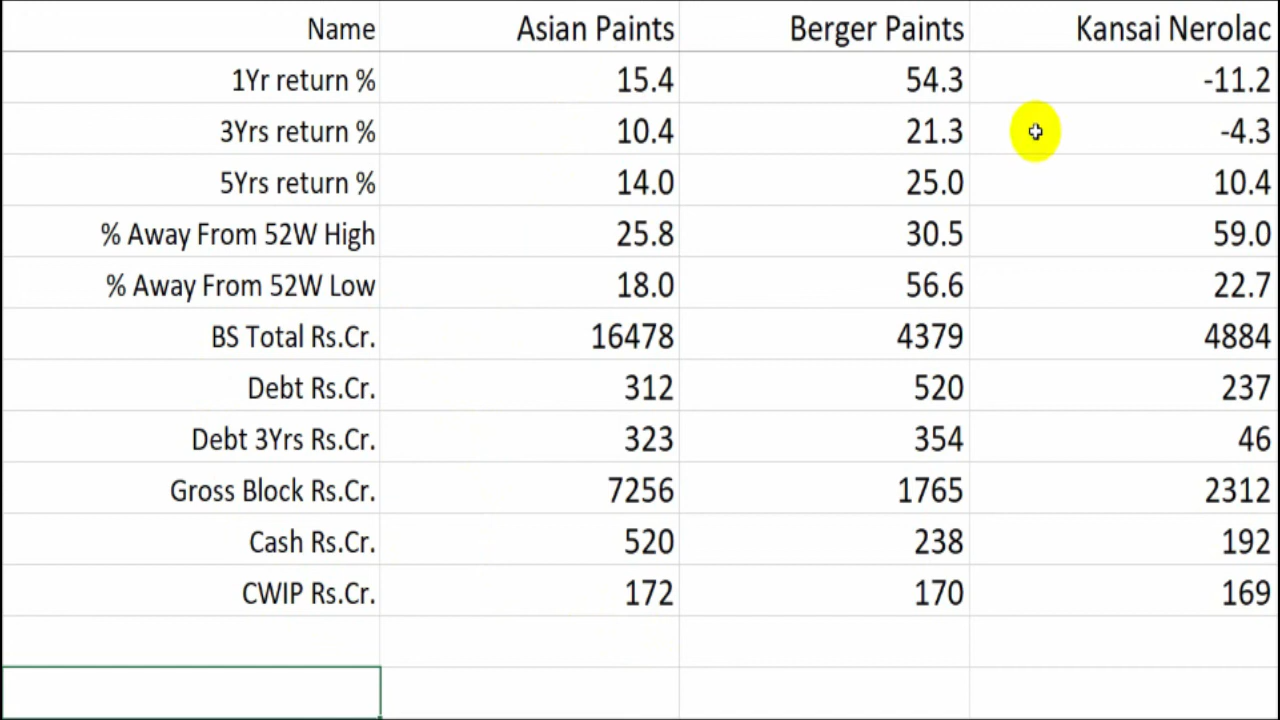 Name Asian Paints Berger Paints Kansai Nerolac
1Yr return % 15.4 54.3 -11.2
3Yrs return % 10.4 21.3 -4.3
5Yrs return % 14.0 25.0 10.4
% Away From 52W High 25.8 30.5 59.0
% Away From 52W Low 18.0 56.6 22.7
BS Total Rs.Cr. 16478 4379 4884
Debt Rs.Cr. 312 520 237
Debt 3Yrs Rs.Cr. 323 354 46
Gross Block Rs.Cr. 7256 1765 2312
Cash Rs.Cr. 520 238 192
CWIP Rs.Cr. 172 170 169